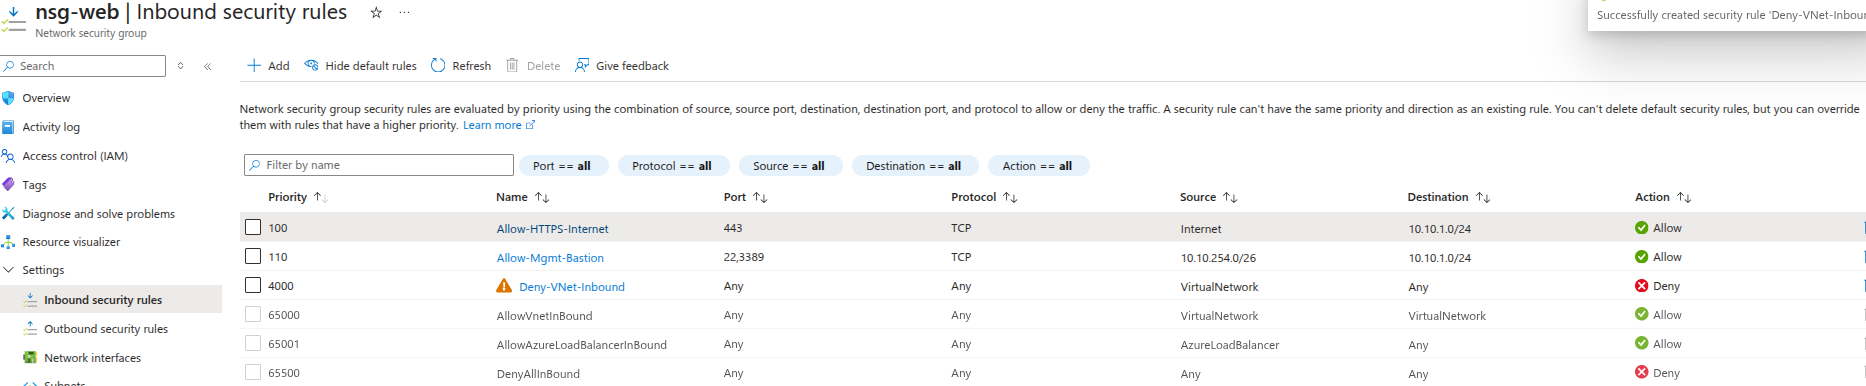 nsg-web | Inbound security rules ☆ ...
Network security group
Successfully created security rule 'Deny-VNet-Inbour
Search
Add Hide default rules Refresh Delete Give feedback
Overview
Activity log
Access control (IAM)
Tags
Diagnose and solve problems
Resource visualizer
Settings
Inbound security rules
Outbound security rules
Network interfaces
Subnets
Network security group security rules are evaluated by priority using the combination of source, source port, destination, destination port, and protocol to allow or deny the traffic. A security rule can't have the same priority and direction as an existing rule. You can't delete default security rules, but you can override
them with rules that have a higher priority. Learn more
Filter by name Port == all Protocol == all Source == all Destination == all Action == all
Priority ↑↓ Name ↑↓ Port ↑↓ Protocol ↑↓ Source ↑↓ Destination ↑↓ Action ↑↓
100 Allow-HTTPS-Internet 443 TCP Internet 10.10.1.0/24 Allow
110 Allow-Mgmt-Bastion 22,3389 TCP 10.10.254.0/26 10.10.1.0/24 Allow
4000 Deny-VNet-Inbound Any Any VirtualNetwork Any Deny
65000 AllowVnetInBound Any Any VirtualNetwork VirtualNetwork Allow
65001 AllowAzureLoadBalancerInBound Any Any AzureLoadBalancer Any Allow
65500 DenyAllInBound Any Any Any Any Deny